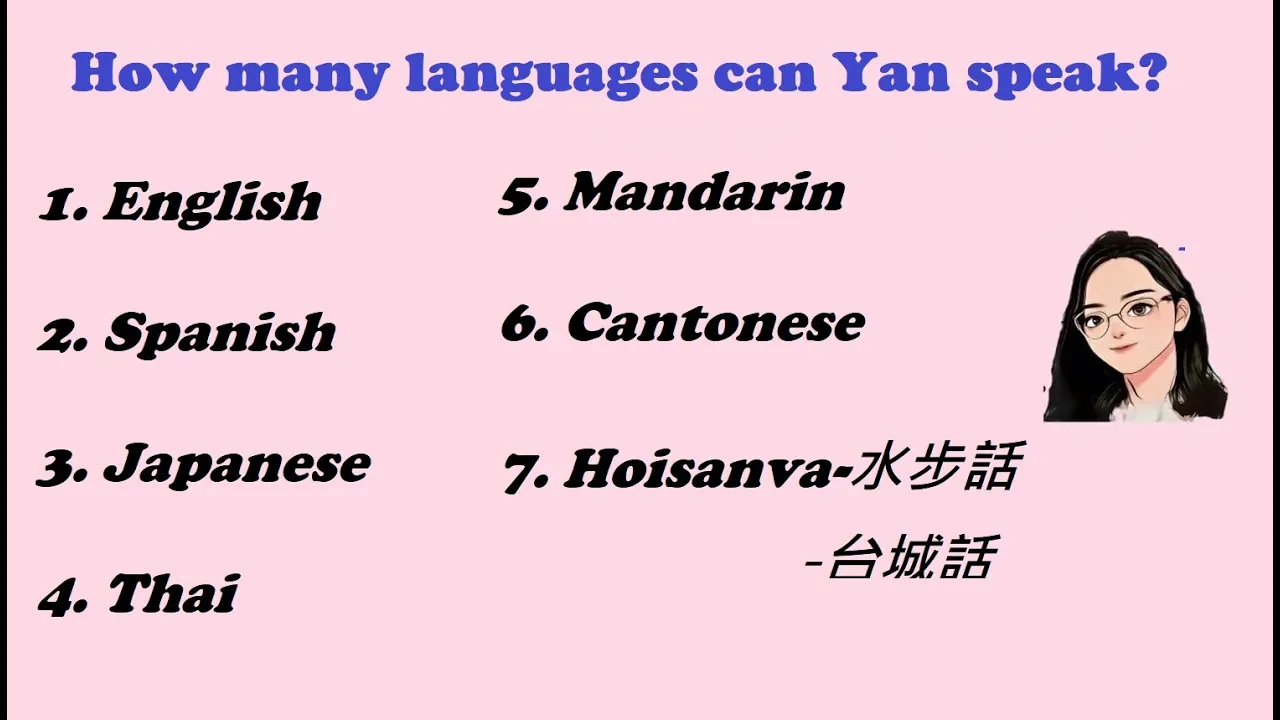 How many languages can Yan speak?
1. English
2. Spanish
3. Japanese
4. Thai
5. Mandarin
6. Cantonese
7. Hoisanva-水步話
-台城話